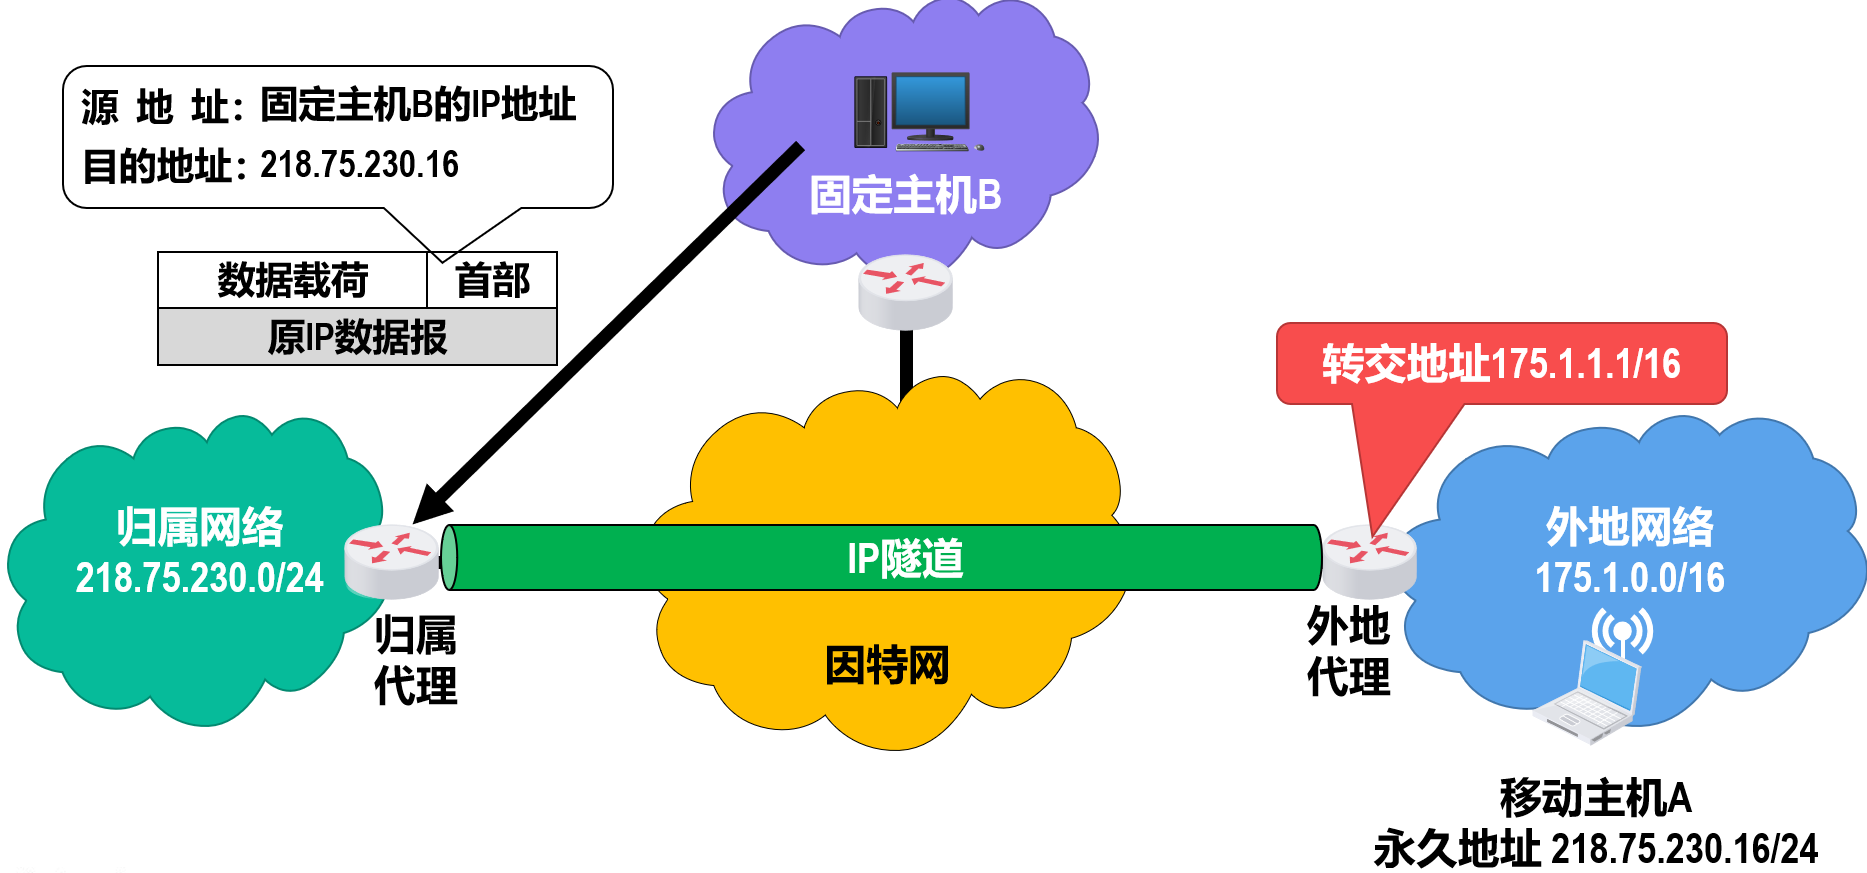 源地址：固定主机B的IP地址
目的地址：218.75.230.16
数据载荷
首部
原IP数据报
固定主机B
转交地址175.1.1.1/16
归属网络
218.75.230.0/24
归属
代理
IP隧道
因特网
外地
代理
外地网络
175.1.0.0/16
移动主机A
永久地址 218.75.230.16/24